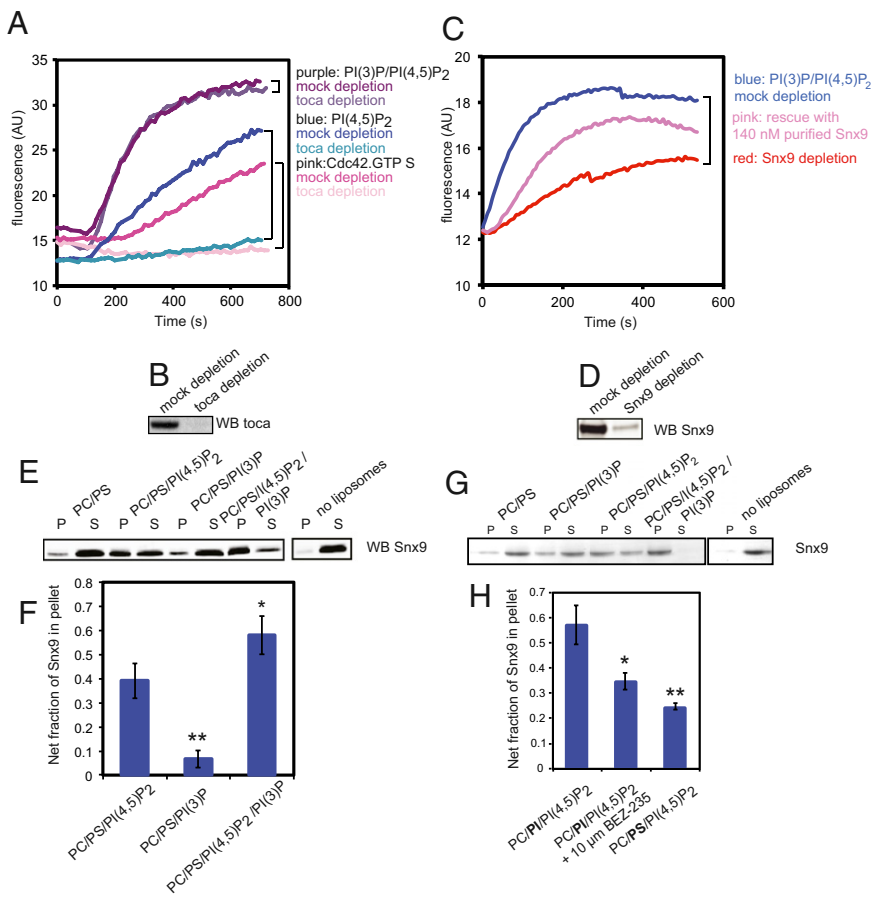 A
35
30
25
20
15
10
fluorescence (AU)
0
200
400
600
800
Time (s)
purple: PI(3)P/PI(4,5)P2
mock depletion
toca depletion
blue: PI(4,5)P2
mock depletion
toca depletion
pink:Cdc42.GTP S
mock depletion
toca depletion
C
20
18
16
14
12
10
fluorescence (AU)
0
200
400
600
Time (s)
blue: PI(3)P/PI(4,5)P2
mock depletion
pink: rescue with
140 nM purified Snx9
red: Snx9 depletion
B
mock depletion
toca depletion
WB toca
D
mock depletion
Snx9 depletion
WB Snx9
E
PC/PS
PC/PS/PI(4,5)P2
PC/PS/PI(3)P
PC/PS/I(4,5)P2 /
PI(3)P
no liposomes
P S P S P S P S P S
WB Snx9
G
PC/PS
PC/PS/PI(3)P
PC/PS/PI(4,5)P2
PC/PS/I(4,5)P2 /
PI(3)P
no liposomes
P S P S P S P S P S
Snx9
F
Net fraction of Snx9 in pellet
0.8
0.7
0.6
0.5
0.4
0.3
0.2
0.1
0
**
*
PC/PS/PI(4,5)P2
PC/PS/PI(3)P
PC/PS/PI(4,5)P2 /PI(3)P
H
Net fraction of Snx9 in pellet
0.7
0.6
0.5
0.4
0.3
0.2
0.1
0
*
**
PC/PI/PI(4,5)P2
PC/PI/PI(4,5)P2
+ 10 µm BEZ-235
PC/PS/PI(4,5)P2